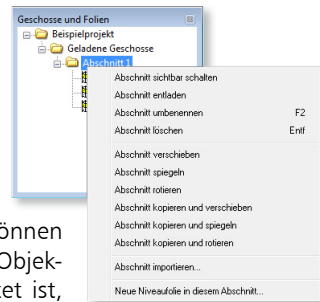 Geschosse und Folien
Beispielprojekt
Geladene Geschosse
Abschnitt 1
Abschnitt sichtbar schalten
Abschnitt entladen
Abschnitt umbenennen F2
Abschnitt löschen Entf
Abschnitt verschieben
Abschnitt spiegeln
Abschnitt rotieren
Abschnitt kopieren und verschieben
Abschnitt kopieren und spiegeln
Abschnitt kopieren und rotieren
Abschnitt importieren...
Neue Niveaufolie in diesem Abschnitt...
önnen
Objek-
et ist,